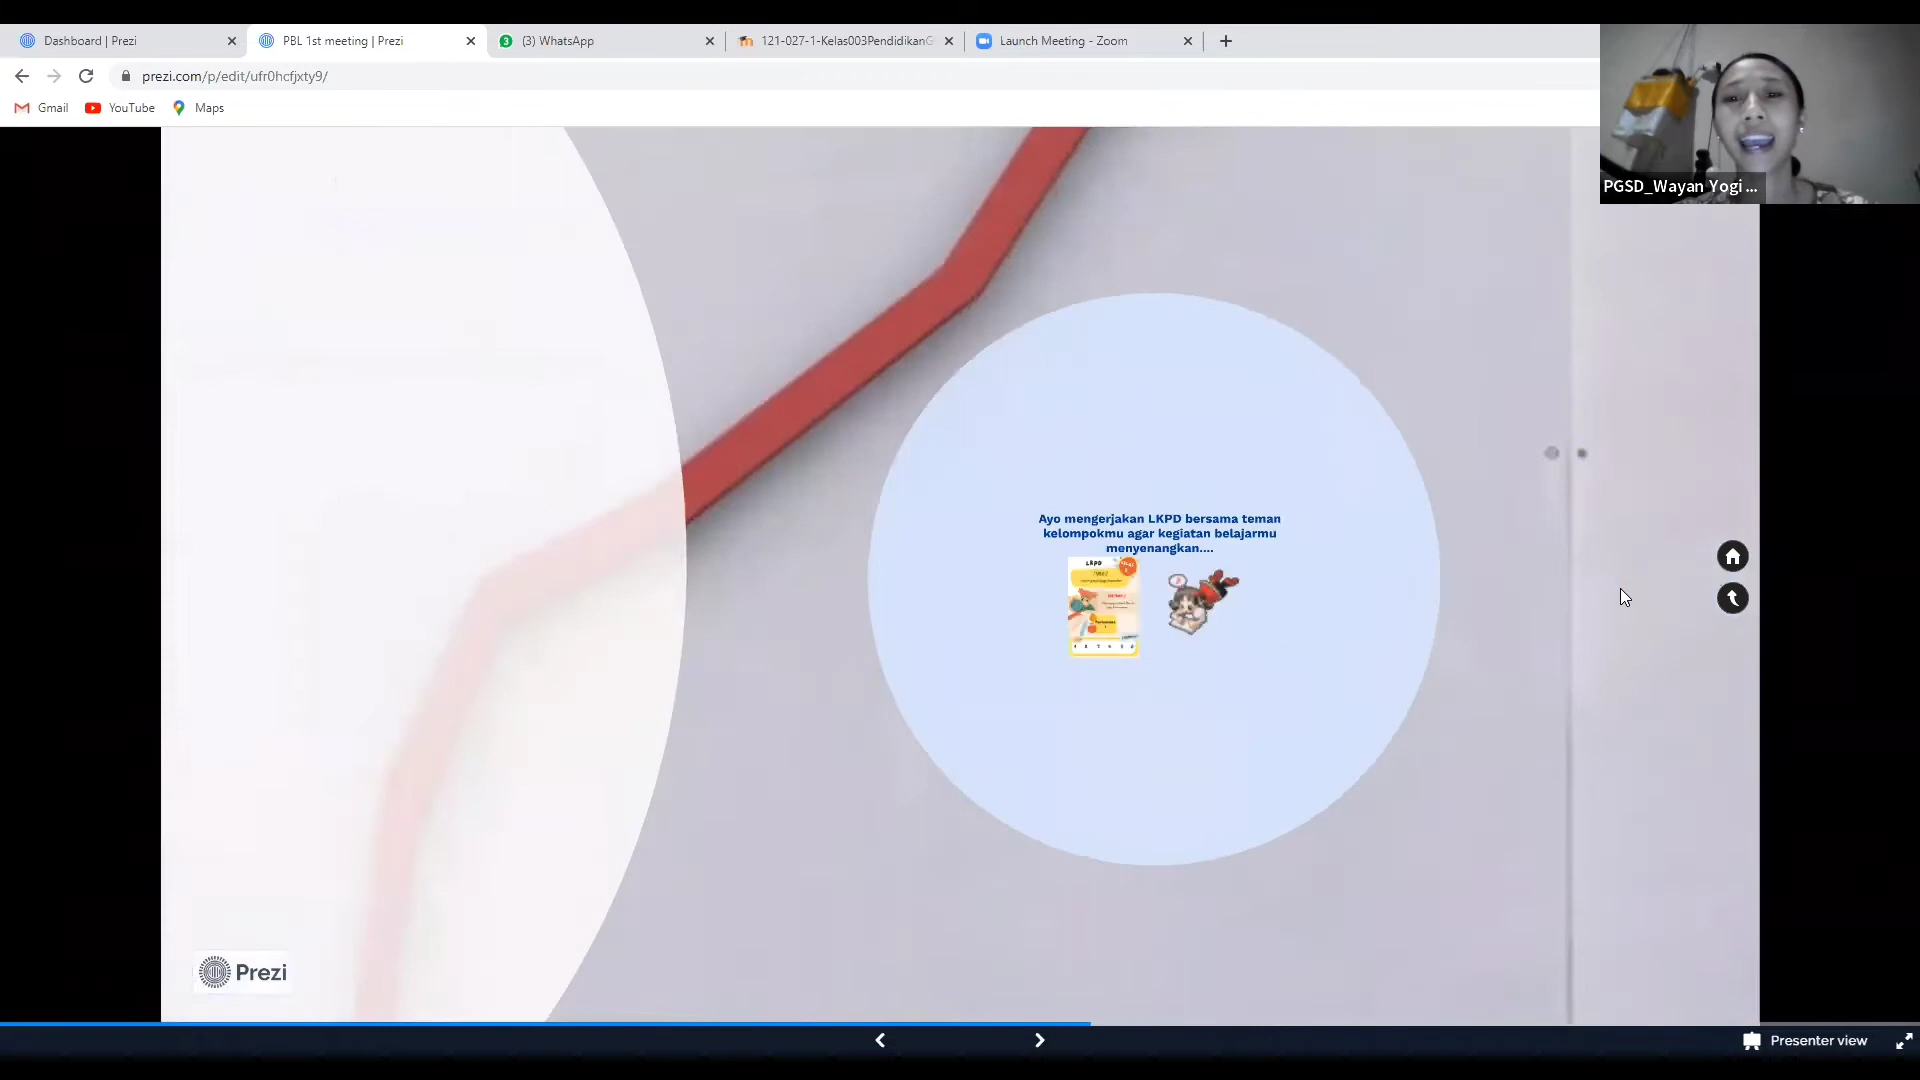 Dashboard | Prezi
PBL 1st meeting | Prezi
(3) WhatsApp
121-027-1-Kelas003PendidikanG
Launch Meeting - Zoom
prezi.com/p/edit/ufr0hcfjxty9/
Gmail
YouTube
Maps
PGSD_Wayan Yogi ...
Ayo mengerjakan LKPD bersama teman
kelompokmu agar kegiatan belajarmu
menyenangkan....
LKPD
Prezi
Presenter view